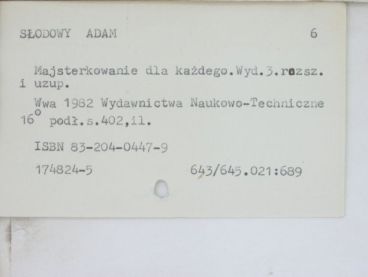 SŁODOWY ADAM 6
Majsterkowanie dla każdego.Wyd.3.rozsz.
i uzup.
Wwa 1982 Wydawnictwa Naukowo-Techniczne
16° podł.s.402,il.
ISBN 83-204-0447-9
174824-5 643/645.021:689